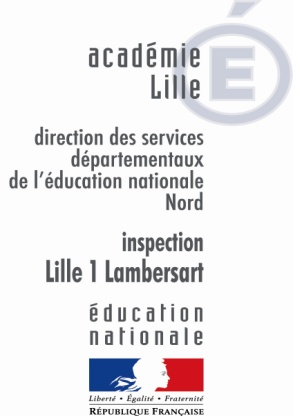 académie
Lille
É
direction des services
départementaux
de l'éducation nationale
Nord
inspection
Lille 1 Lambersart
éducation
nationale
Liberté • Égalité • Fraternité
RÉPUBLIQUE FRANÇAISE